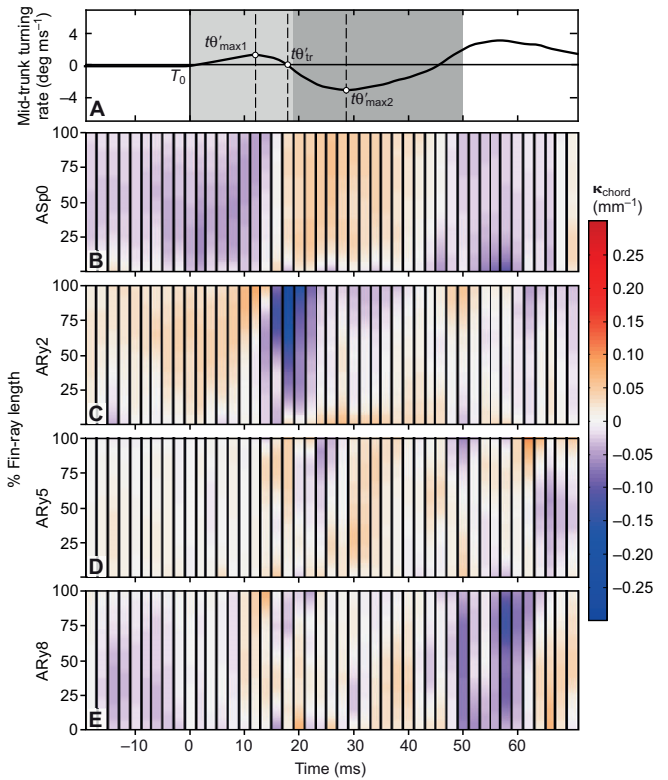 Mid-trunk turning
rate (deg ms⁻¹)
4
0
−4
T₀
tθ′max1
tθ′tr
tθ′max2
A
ASp0
100
75
50
25
B
ARy2
100
75
50
25
C
% Fin-ray length
ARy5
100
75
50
25
D
ARy8
100
75
50
25
0
E
−10
0
10
20
30
40
50
60
Time (ms)
κchord
(mm⁻¹)
0.25
0.20
0.15
0.10
0.05
0
−0.05
−0.10
−0.15
−0.20
−0.25